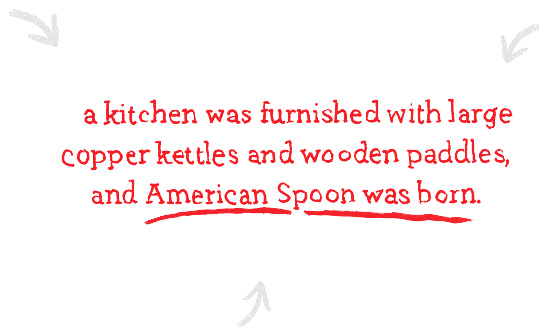 a kitchen was furnished with large
copper kettles and wooden paddles,
and American Spoon was born.